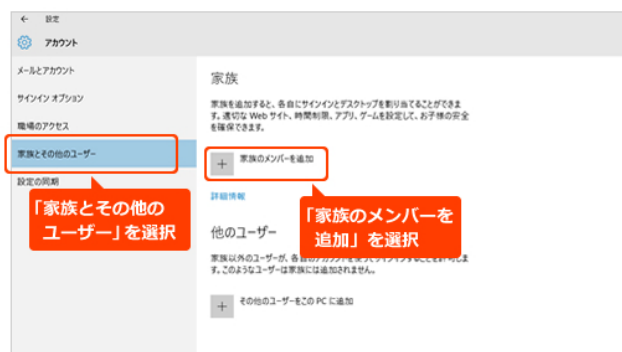 ← 設定
アカウント
メールとアカウント
サインイン オプション
職場のアクセス
家族とその他のユーザー
設定の同期
「家族とその他の
ユーザー」を選択
家族
家族を追加すると、各自にサインインとデスクトップを割り当てることができま
す。適切な Web サイト、時間制限、アプリ、ゲームを設定して、お子様の安全
を確保できます。
+ 家族のメンバーを追加
詳細情報
「家族のメンバーを
追加」を選択
他のユーザー
家族以外のユーザーが、各自のアカウントを使ってサインインすることを許可しま
す。このようなユーザーは家族には追加されません。
+ その他のユーザーをこの PC に追加